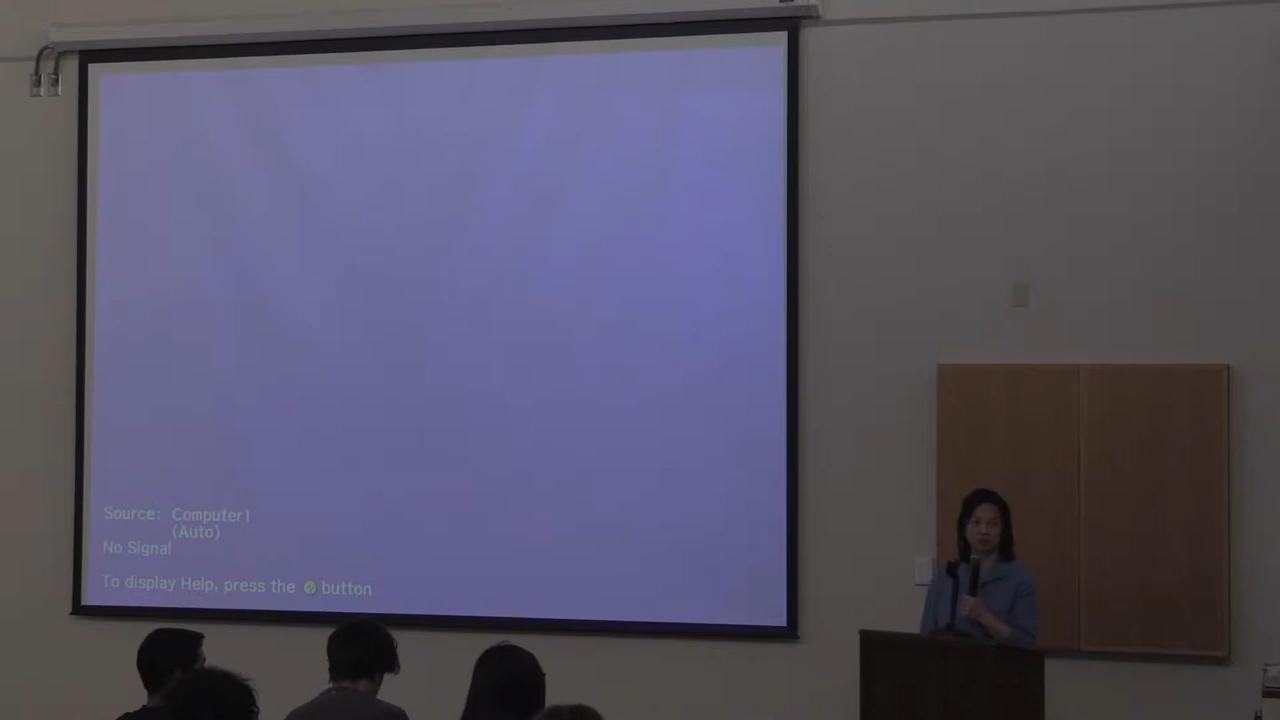 Source: Computer1
(Auto)
No Signal
To display Help, press the button